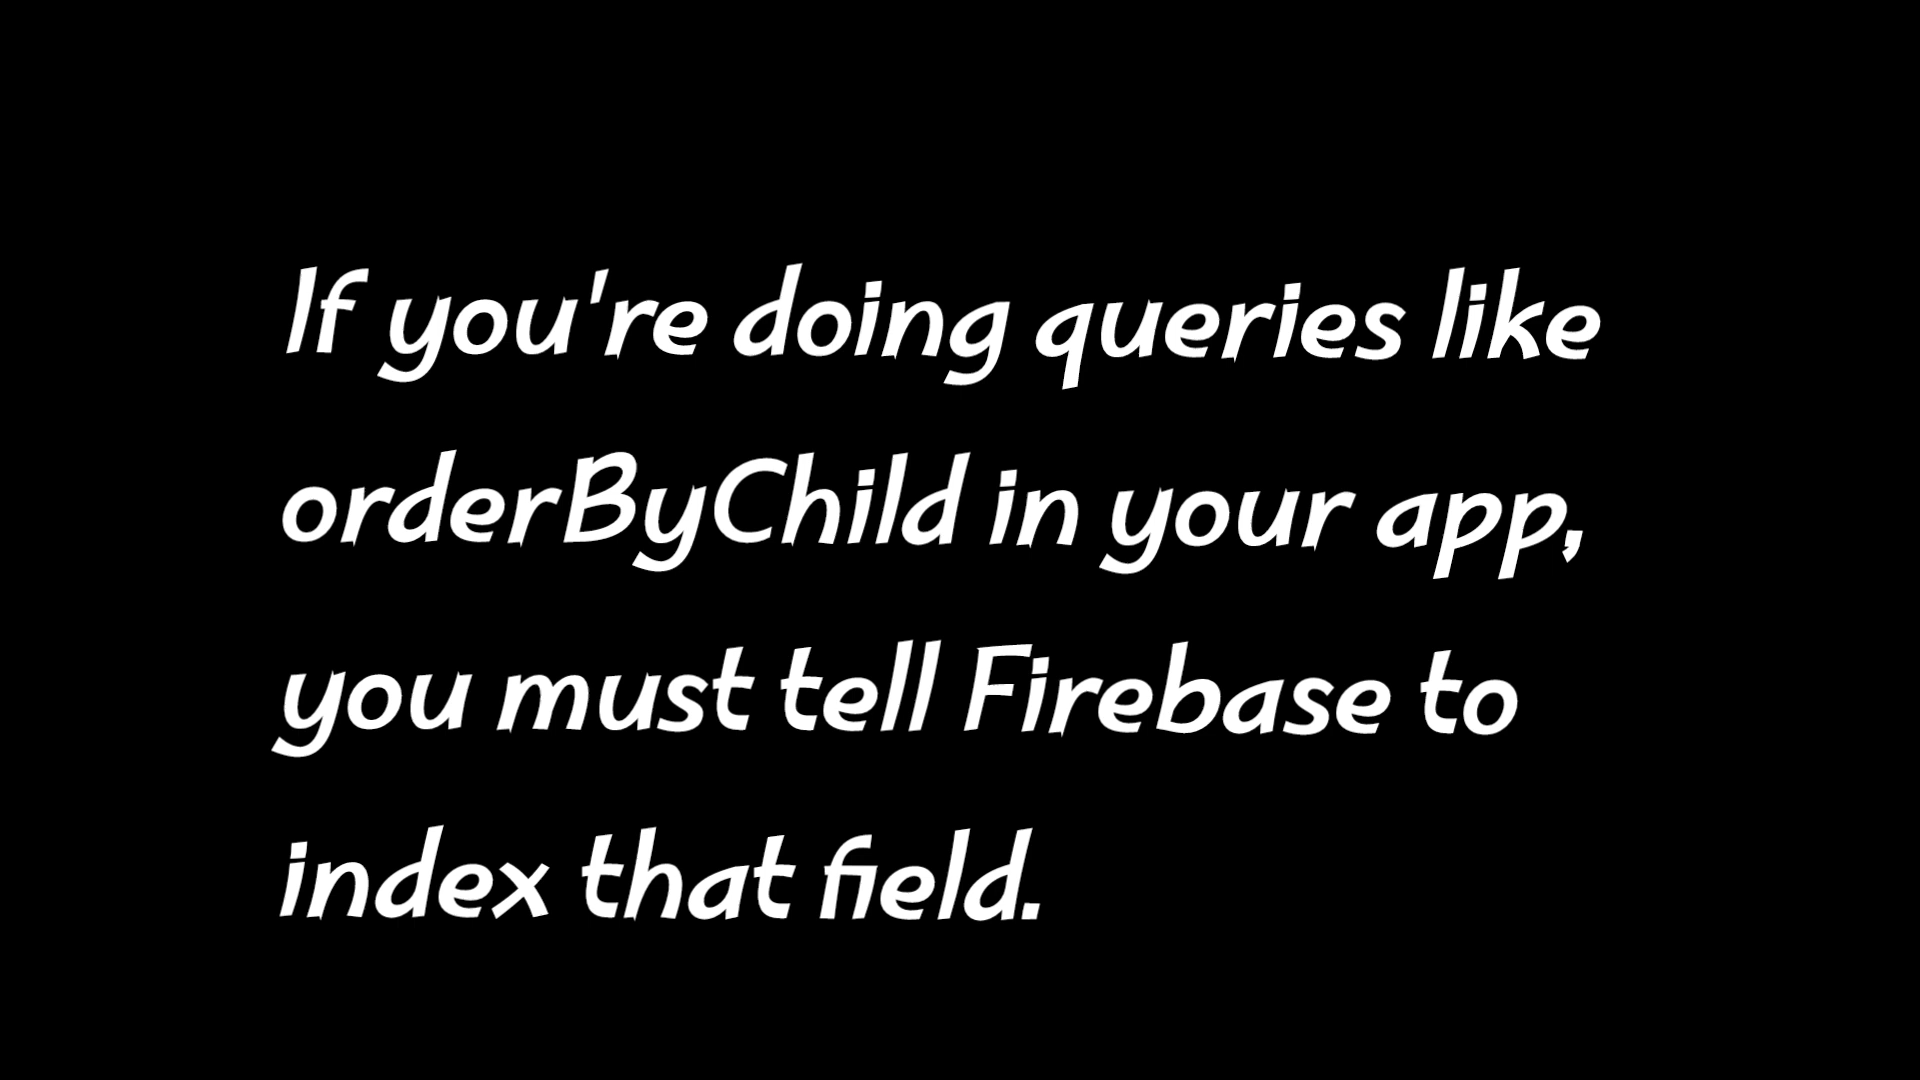 If you're doing queries like
orderByChild in your app,
you must tell Firebase to
index that field.